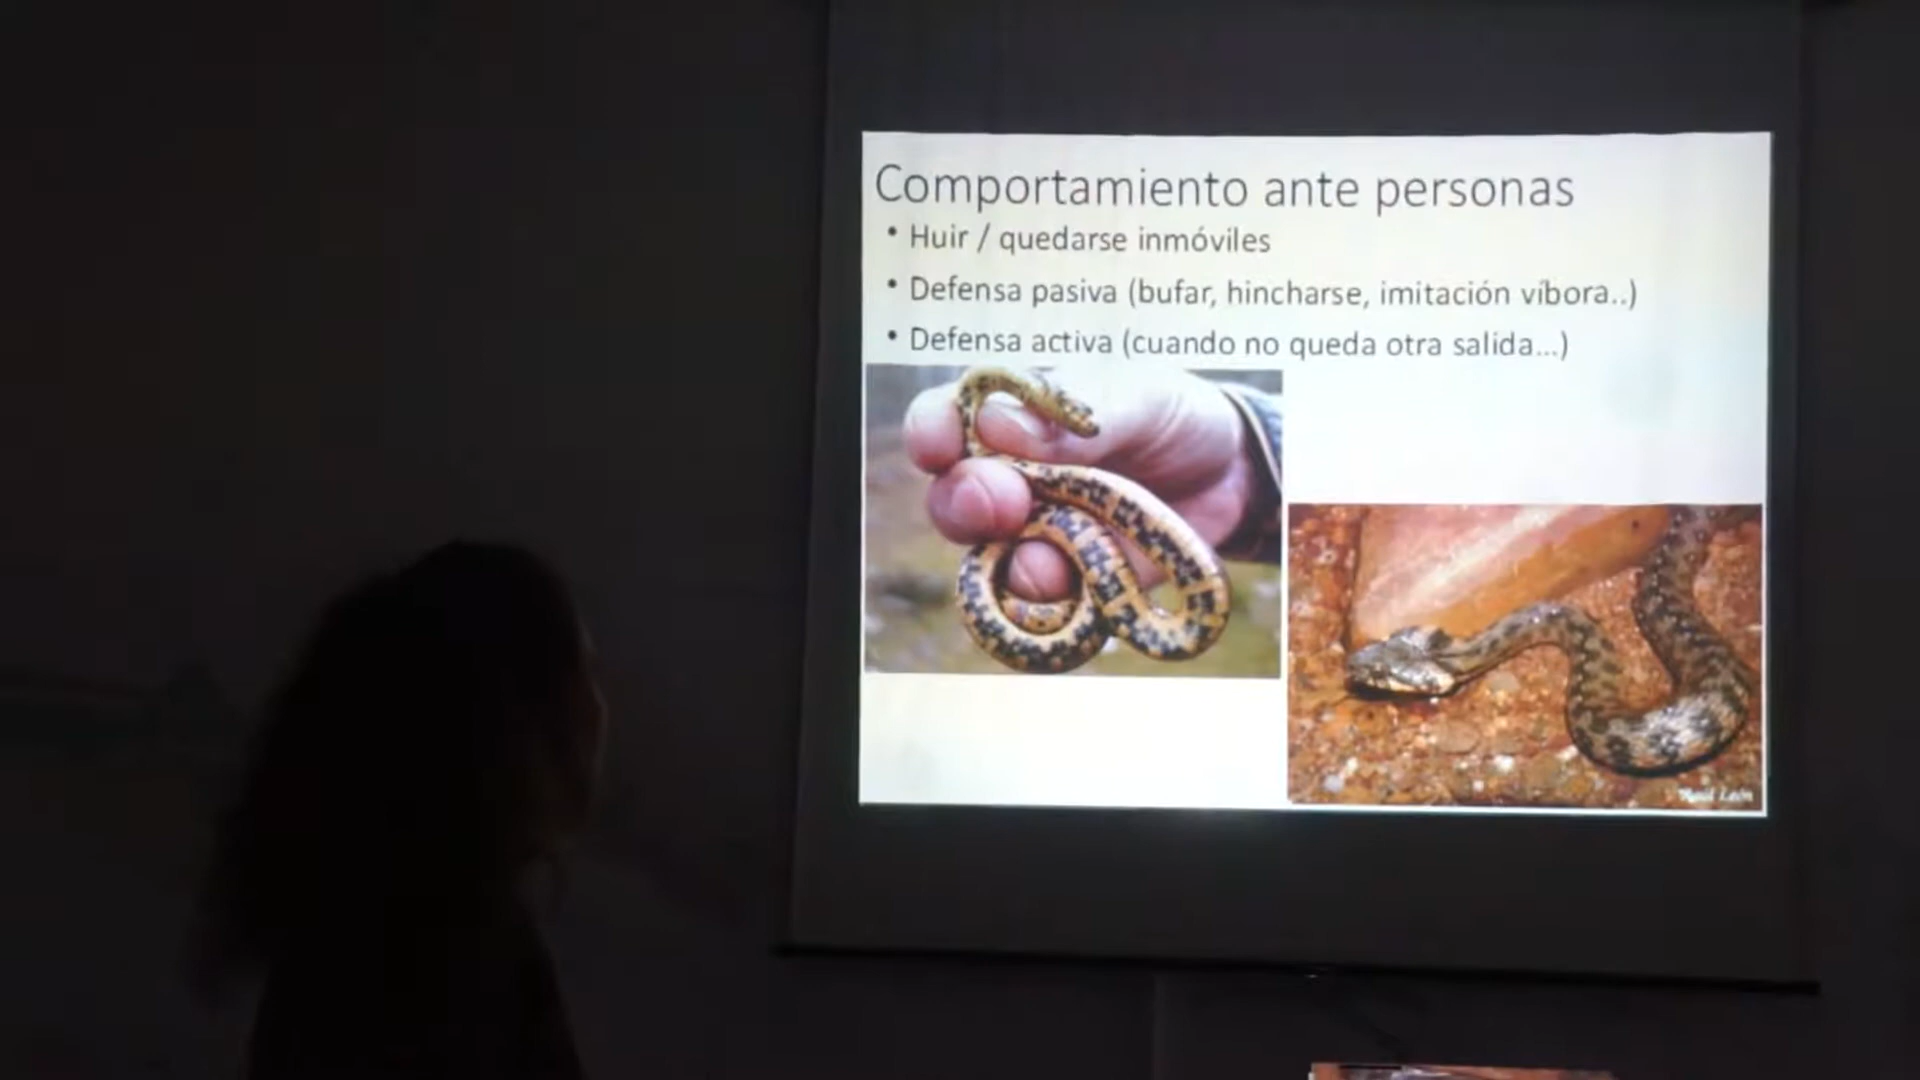 Comportamiento ante personas
• Huir / quedarse inmóviles
• Defensa pasiva (bufar, hincharse, imitación víbora..)
• Defensa activa (cuando no queda otra salida...)